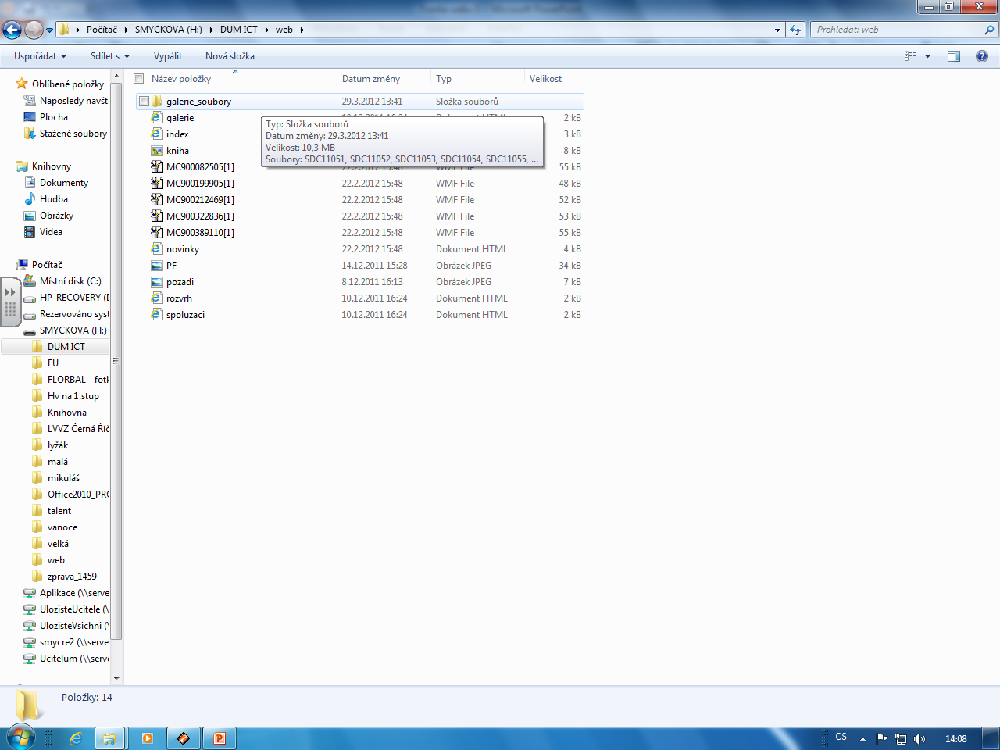 Počítač SMYCKOVA (H:) DUM ICT web
Prohledat: web
Uspořádat Sdílet s Vypálit Nová složka
Oblíbené položky
Naposledy navští
Plocha
Stažené soubory
Knihovny
Dokumenty
Hudba
Obrázky
Videa
Počítač
Místní disk (C:)
HP_RECOVERY (D
Rezervováno syst
SMYCKOVA (H:)
DUM ICT
EU
FLORBAL - fotk
Hv na 1.stup
Knihovna
LVVZ Černá Říč
lyžák
malá
mikuláš
Office2010_PRO
talent
vanoce
velká
web
zprava_1459
Aplikace (\\serve
UlozisteUcitele (\
UlozisteVsichni (\
smycre2 (\\serve
Ucitelum (\\serve
Název položky Datum změny Typ Velikost
galerie_soubory 29.3.2012 13:41 Složka souborů
galerie 2 kB
index 3 kB
kniha 8 kB
Typ: Složka souborů
Datum změny: 29.3.2012 13:41
Velikost: 10,3 MB
Soubory: SDC11051, SDC11052, SDC11053, SDC11054, SDC11055, ...
MC900082505[1] 22.2.2012 15:48 WMF File 55 kB
MC900199905[1] 22.2.2012 15:48 WMF File 48 kB
MC900212469[1] 22.2.2012 15:48 WMF File 52 kB
MC900322836[1] 22.2.2012 15:48 WMF File 53 kB
MC900389110[1] 22.2.2012 15:48 WMF File 55 kB
novinky 22.2.2012 15:48 Dokument HTML 4 kB
PF 14.12.2011 15:28 Obrázek JPEG 34 kB
pozadi 8.12.2011 16:13 Obrázek JPEG 7 kB
rozvrh 10.12.2011 16:24 Dokument HTML 2 kB
spoluzaci 10.12.2011 16:24 Dokument HTML 2 kB
Položky: 14
CS 14:08